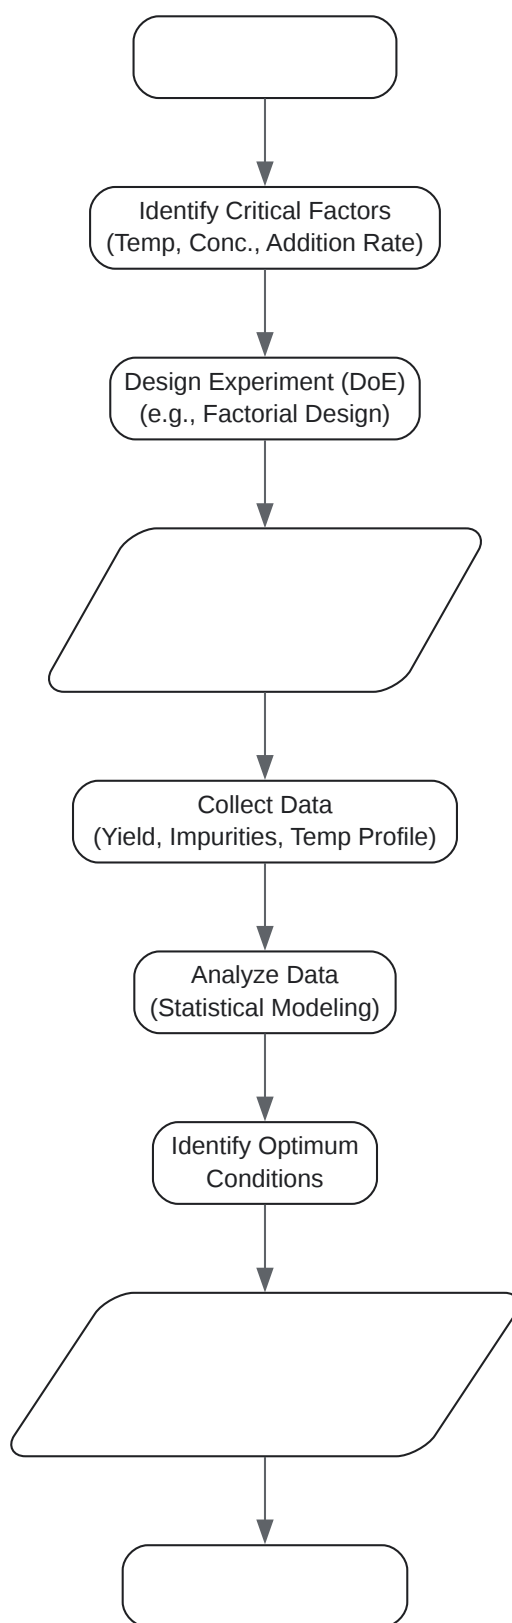 Identify Critical Factors
(Temp, Conc., Addition Rate)
Design Experiment (DoE)
(e.g., Factorial Design)
Collect Data
(Yield, Impurities, Temp Profile)
Analyze Data
(Statistical Modeling)
Identify Optimum
Conditions